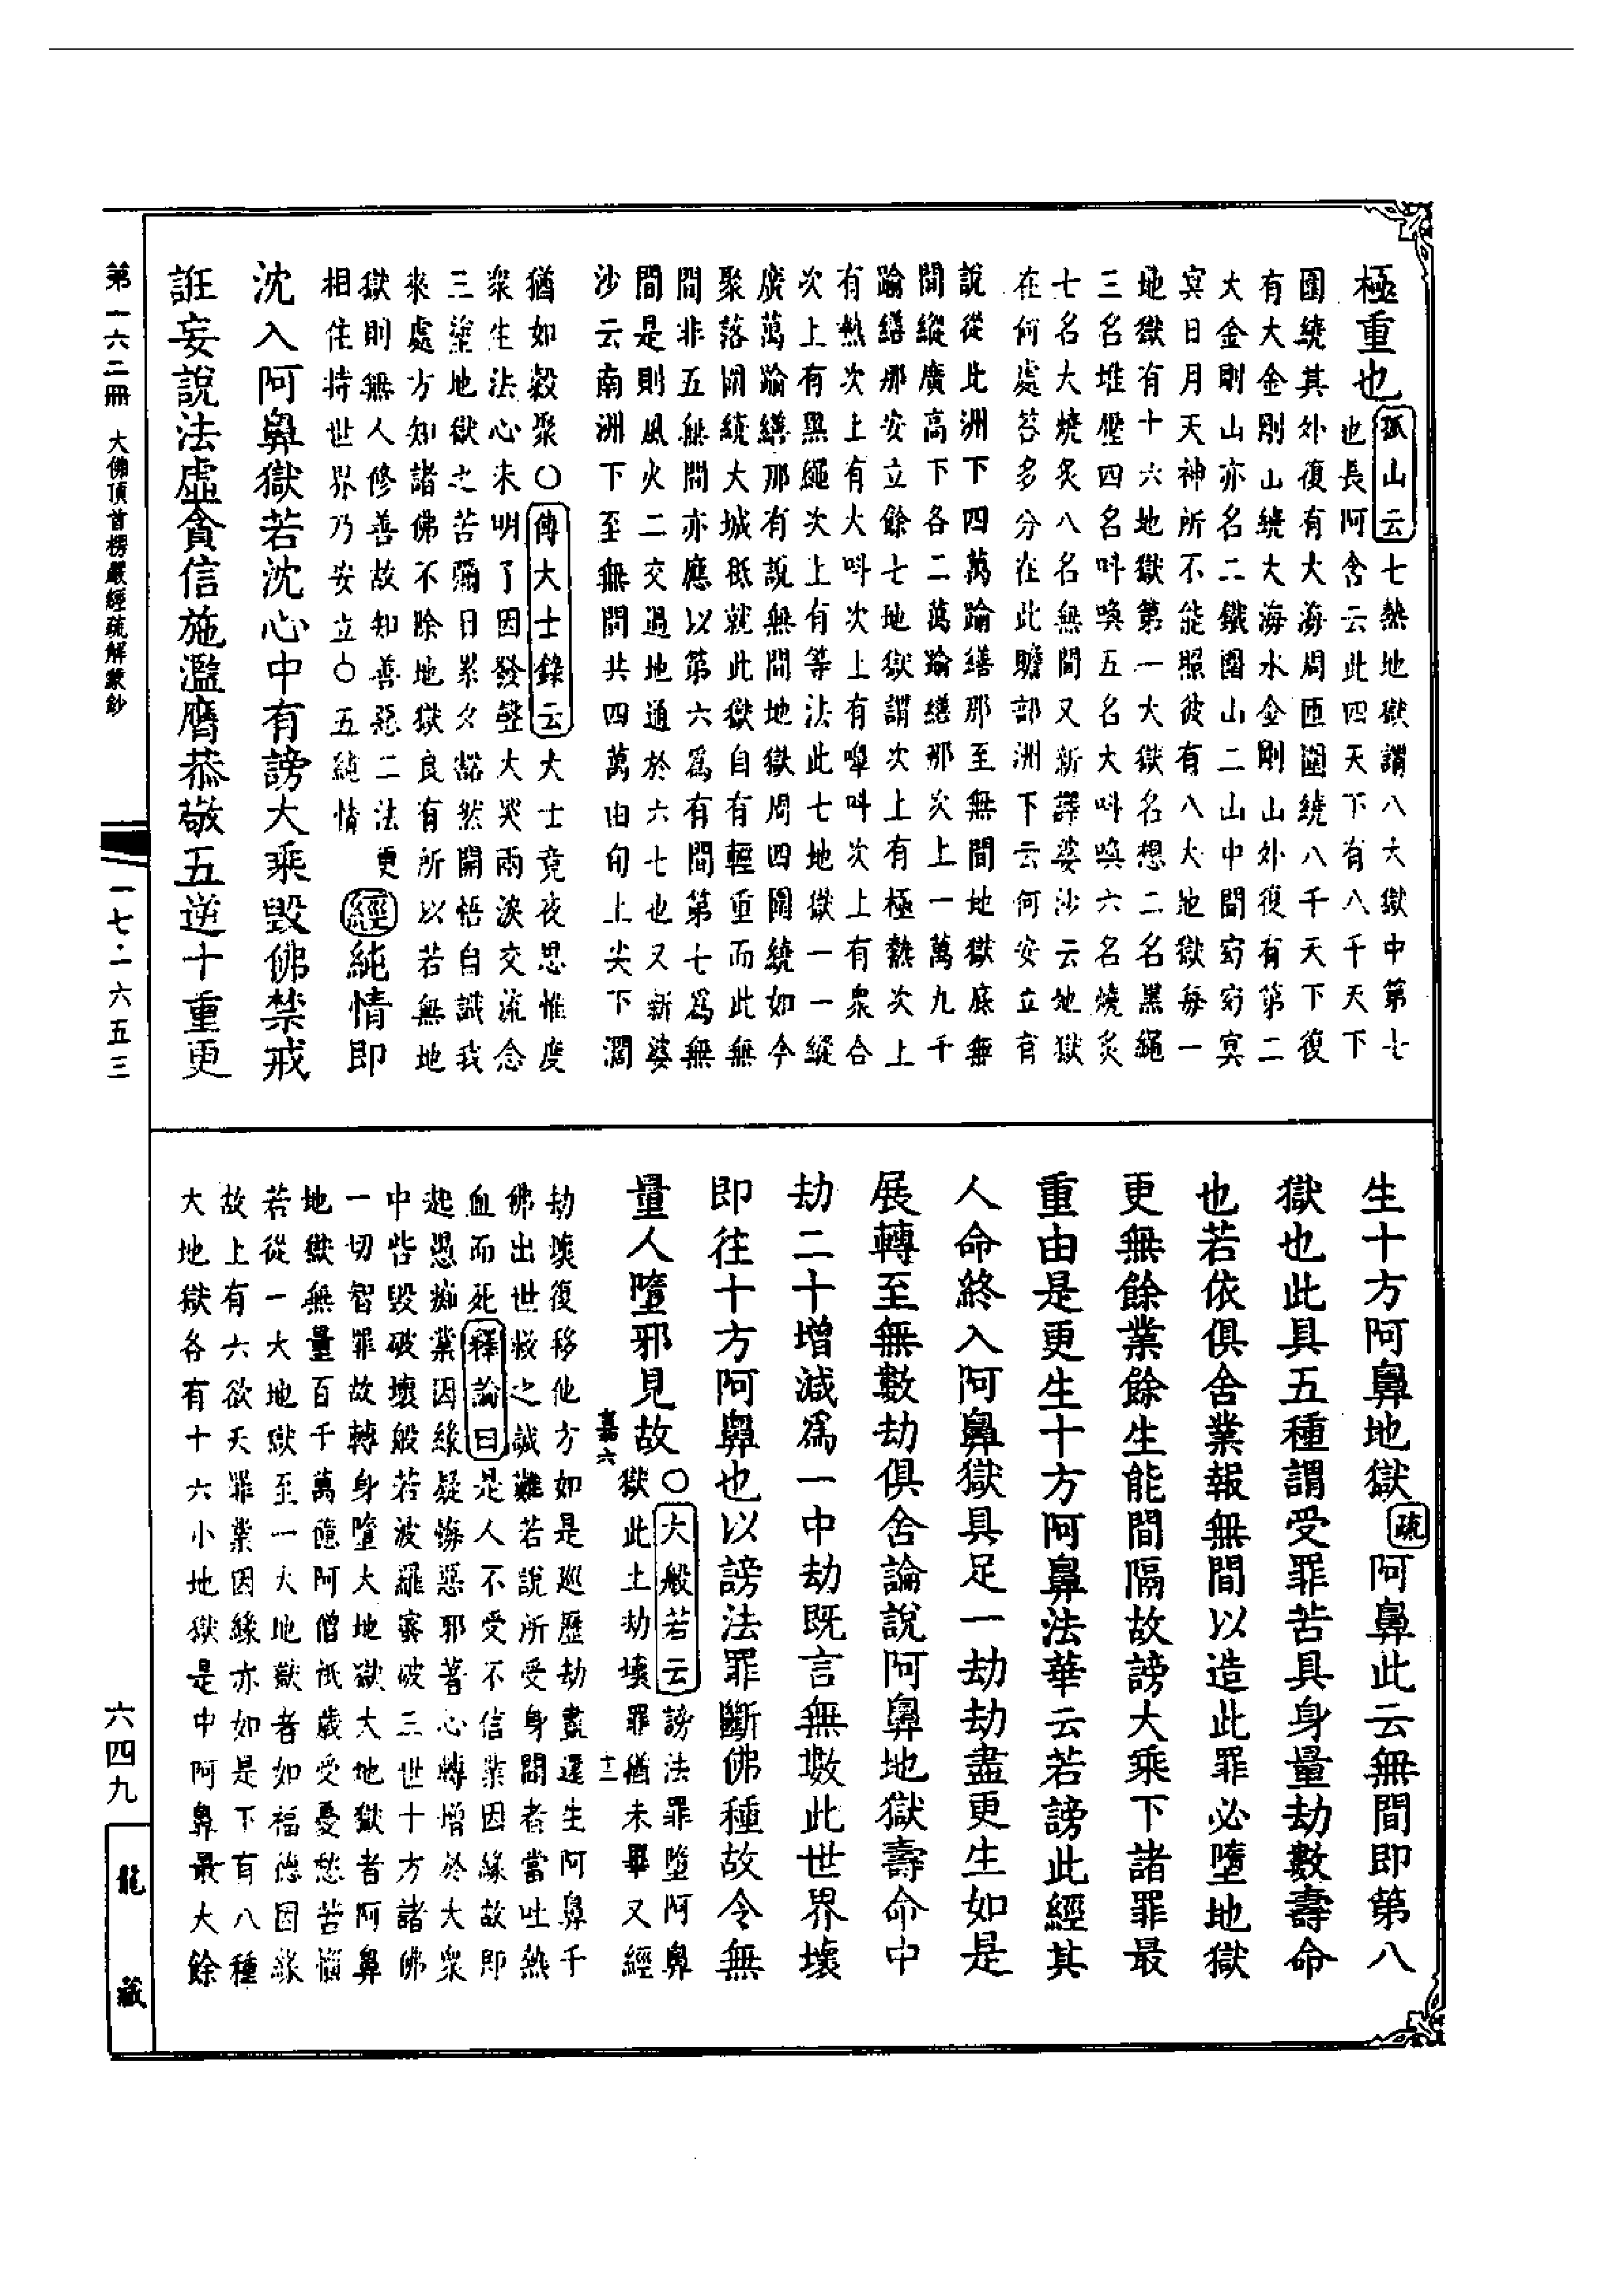 極重也孤山云七熱地獄謂八大獄中第七
也長阿含云此四天下有八千天下
圍繞其外復有大海周匝圍繞八千天下復
有大金剛山繞大海水金剛山外復有第二
大金剛山亦名二鐵圍山二山中間窈窈冥
冥日月天神所不能照彼有八大地獄每一
地獄有十六地獄第一大獄名想二名黑繩
三名堆壓四名叫喚五名大叫喚六名燒炙
七名大燒炙八名無間又新譯婆沙云地獄
在何處答多分在此贍部洲下云何安立有
說從此洲下四萬踰繕那至無間地獄底無
間縱廣高下各二萬踰繕那次上一萬九千
踰繕那安立餘七地獄謂次上有極熱次上
有熱次上有大叫次上有嘷叫次上有衆合
次上有黑繩次上有等活此七地獄一一縱
廣萬踰繕那有說無間地獄周四圍繞如今
聚落圍繞大城秪就此獄自有輕重而此無
間非五無間亦應以第六爲有間第七爲無
間是則風火二交過地通於六七也又新婆
沙云南洲下至無間共四萬由旬上尖下濶
猶如穀聚○傅大士錄云大士竟夜思惟度
衆生法心未明了因發聲大哭雨淚交流念
三塗地獄之苦彌日累夕豁然開悟自識我
來處方知諸佛不除地獄良有所以若無地
獄則無人修善故知善惡二法更
相住持世界乃安立○五純情
經純情即
沈入阿鼻獄若沈心中有謗大乘毀佛禁戒
誑妄說法虛貪信施濫膺恭敬五逆十重更
生十方阿鼻地獄疏阿鼻此云無間即第八
獄也此具五種謂受罪苦具身量劫數壽命
也若依俱舍業報無間以造此罪必墮地獄
更無餘業餘生能間隔故謗大乘下諸罪最
重由是更生十方阿鼻法華云若謗此經其
人命終入阿鼻獄具足一劫劫盡更生如是
展轉至無數劫俱舍論說阿鼻地獄壽命中
劫二十增減爲一中劫既言無數此世界壞
即往十方阿鼻也以謗法罪斷佛種故令無
量人墮邪見故○大般若云謗法罪墮阿鼻
獄此土劫壞罪猶未畢又經
嘉六
十二
劫壞復移他方如是巡歷劫盡還生阿鼻千
佛出世救之誠難若說所受身間者當吐熱
血而死釋論曰是人不受不信業因緣故即
起愚癡業因緣疑悔惡邪著心轉增於大衆
中呰毀破壞般若波羅蜜破三世十方諸佛
一切智罪故轉身墮大地獄大地獄者阿鼻
地獄無量百千萬億阿僧祇歲受憂愁苦惱
若從一大地獄至一大地獄者如福德因緣
故上有六欲天罪業因緣亦如是下有八種
大地獄各有十六小地獄是中阿鼻最大餘
第一六二冊 大佛頂首楞嚴經疏解蒙鈔
一七·一六五三
六四九
龍藏